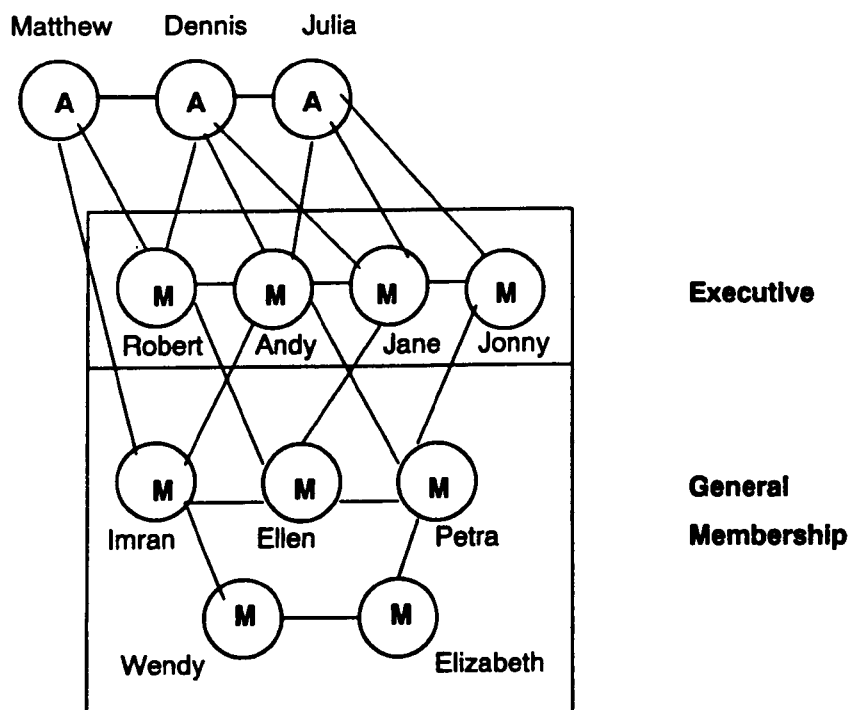 Matthew Dennis Julia
A A A
M M M M
Executive
Robert Andy Jane Jonny
M M M
General
Imran Ellen Petra
Membership
M M
Wendy Elizabeth